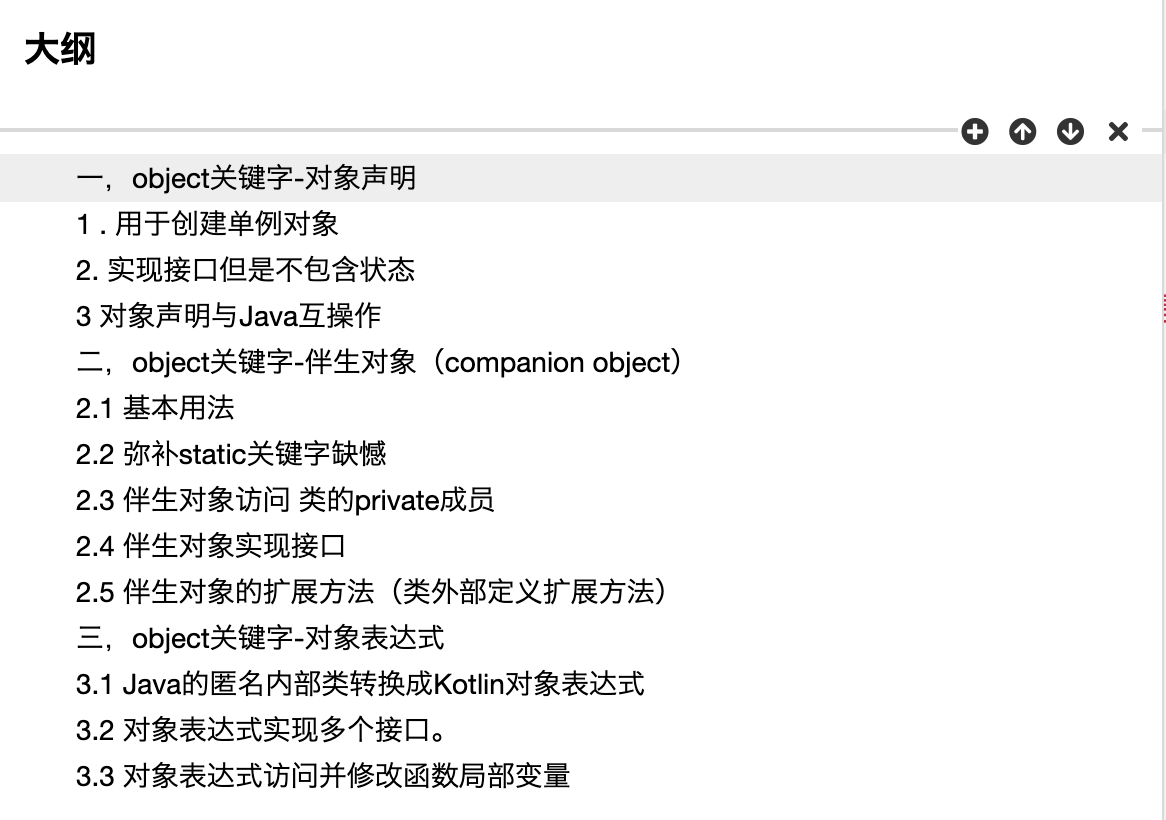 大纲
一，object关键字-对象声明
1 . 用于创建单例对象
2. 实现接口但是不包含状态
3 对象声明与Java互操作
二，object关键字-伴生对象（companion object）
2.1 基本用法
2.2 弥补static关键字缺憾
2.3 伴生对象访问 类的private成员
2.4 伴生对象实现接口
2.5 伴生对象的扩展方法（类外部定义扩展方法）
三，object关键字-对象表达式
3.1 Java的匿名内部类转换成Kotlin对象表达式
3.2 对象表达式实现多个接口。
3.3 对象表达式访问并修改函数局部变量